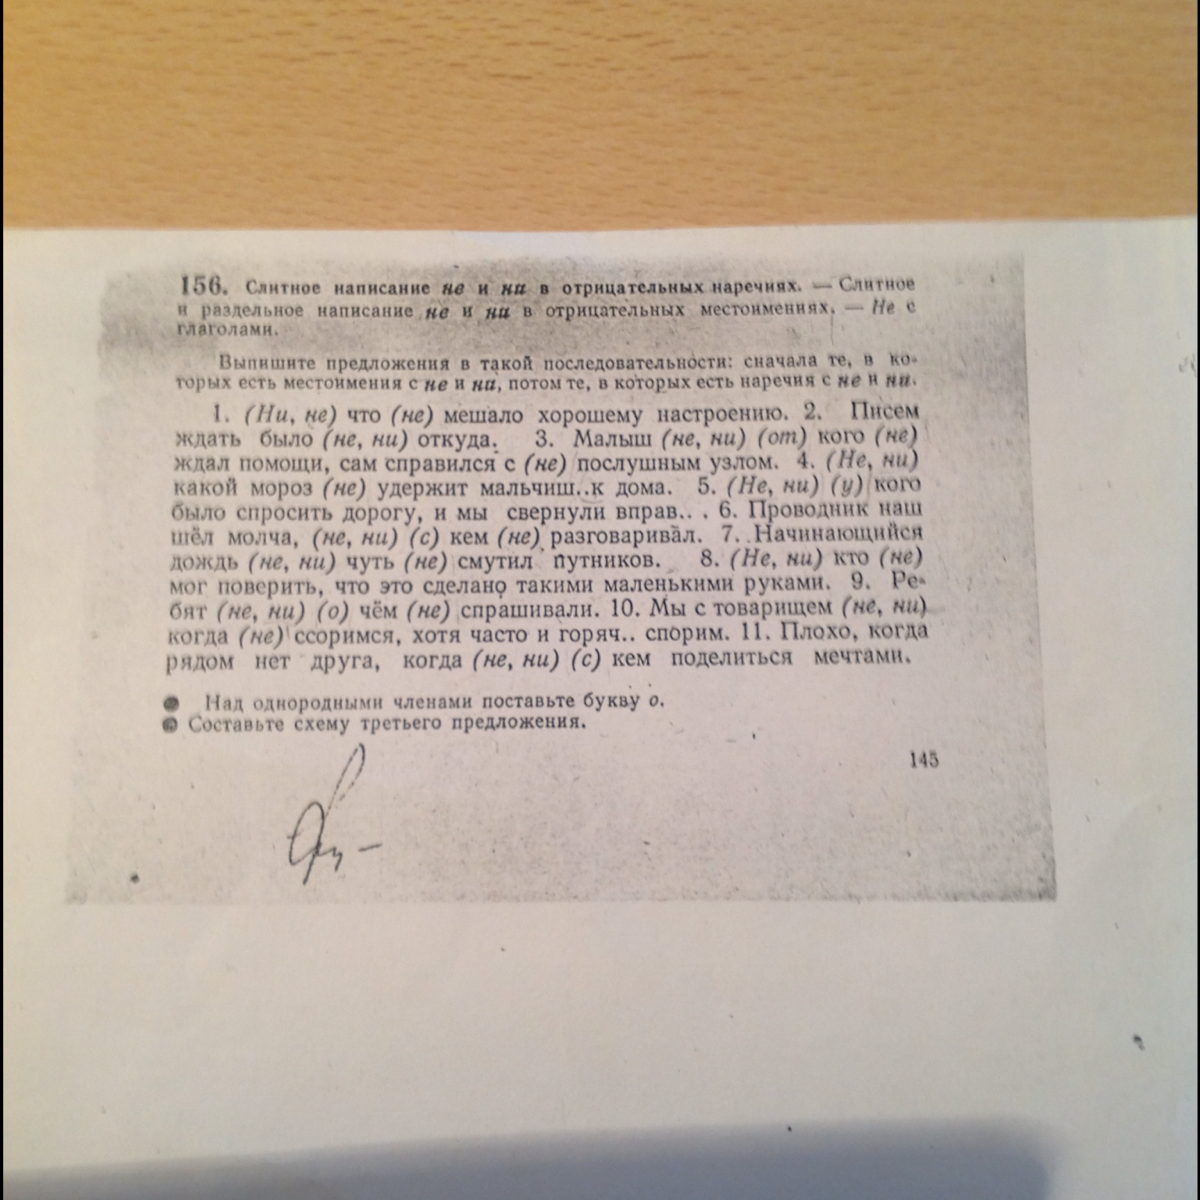 156. Слитное написание не и ни в отрицательных наречиях. — Слитное
и раздельное написание не и ни в отрицательных местоимениях. — Не с
глаголами.
Выпишите предложения в такой последовательности: сначала те, в ко-
торых есть местоимения с не и ни, потом те, в которых есть наречия с не и ни.
1. (Ни, не) что (не) мешало хорошему настроению. 2. Писем
ждать было (не, ни) откуда. 3. Малыш (не, ни) (от) кого (не)
ждал помощи, сам справился с (не) послушным узлом. 4. (Не, ни)
какой мороз (не) удержит мальчиш..к дома. 5. (Не, ни) (у) кого
было спросить дорогу, и мы свернули вправ.. . 6. Проводник наш
шёл молча, (не, ни) (с) кем (не) разговаривал. 7. Начинающийся
дождь (не, ни) чуть (не) смутил путников. 8. (Не, ни) кто (не)
мог поверить, что это сделано такими маленькими руками. 9. Ре-
бят (не, ни) (о) чём (не) спрашивали. 10. Мы с товарищем (не, ни)
когда (не) ссоримся, хотя часто и горяч.. спорим. 11. Плохо, когда
рядом нет друга, когда (не, ни) (с) кем поделиться мечтами.
● Над однородными членами поставьте букву о.
● Составьте схему третьего предложения.
145